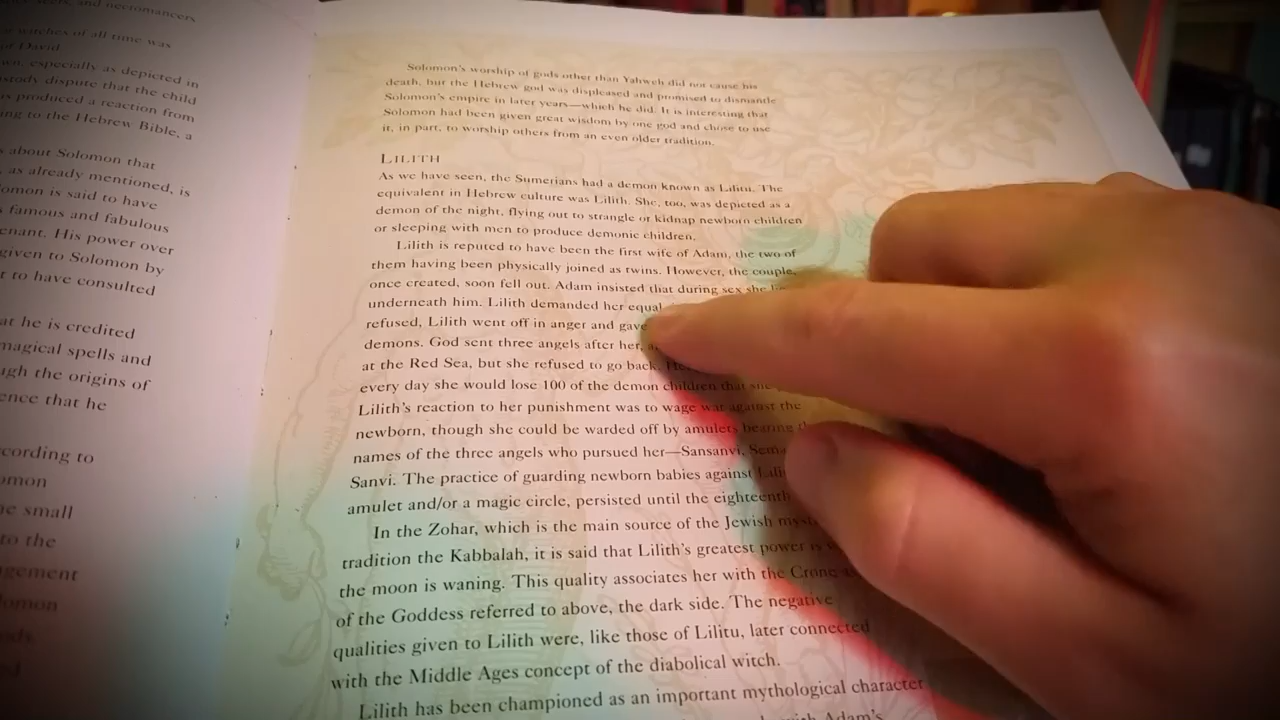 and necromancers
witches of all time was
of David.
especially as depicted in
custody dispute that the child
produced a reaction from
to the Hebrew Bible, a
about Solomon that
as already mentioned, is
is said to have
famous and fabulous
His power over
given to Solomon by
to have consulted
he is credited
magical spells and
the origins of
that he
according to
small
to the
Solomon's worship of gods other than Yahweh did not cause his
death, but the Hebrew god was displeased and promised to dismantle
Solomon's empire in later years—which he did. It is interesting that
Solomon had been given great wisdom by one god and chose to use
it, in part, to worship others from an even older tradition.
LILITH
As we have seen, the Sumerians had a demon known as Lilitu. The
equivalent in Hebrew culture was Lilith. She, too, was depicted as a
demon of the night, flying out to strangle or kidnap newborn children
or sleeping with men to produce demonic children.
Lilith is reputed to have been the first wife of Adam, the two of
them having been physically joined as twins. However, the couple,
once created, soon fell out. Adam insisted that during sex she
underneath him. Lilith demanded her
refused, Lilith went off in anger and gave
demons. God sent three angels after her,
at the Red Sea, but she refused to go back.
every day she would lose 100 of the demon children that she
Lilith's reaction to her punishment was to wage war against the
newborn, though she could be warded off by amulets bearing
names of the three angels who pursued her—Sansanvi,
Sanvi. The practice of guarding newborn babies against
amulet and/or a magic circle, persisted until the eighteenth
In the Zohar, which is the main source of the Jewish
tradition the Kabbalah, it is said that Lilith's greatest power is
the moon is waning. This quality associates her with the Crone
of the Goddess referred to above, the dark side. The negative
qualities given to Lilith were, like those of Lilitu, later connected
with the Middle Ages concept of the diabolical witch.
Lilith has been championed as an important mythological character
with Adam's